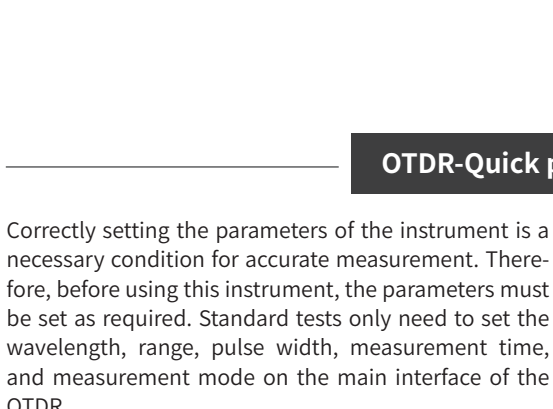 OTDR-Quick p
Correctly setting the parameters of the instrument is a
necessary condition for accurate measurement. There-
fore, before using this instrument, the parameters must
be set as required. Standard tests only need to set the
wavelength, range, pulse width, measurement time,
and measurement mode on the main interface of the
OTDR